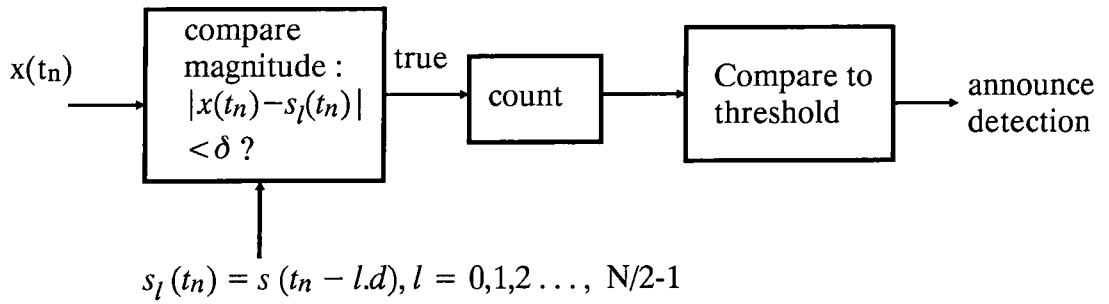 x(tn)
compare
magnitude :
|x(tn)−sl(tn)|
<δ ?
true
count
Compare to
threshold
announce
detection
sl (tn) = s (tn − l.d), l = 0,1,2 . . . , N/2-1